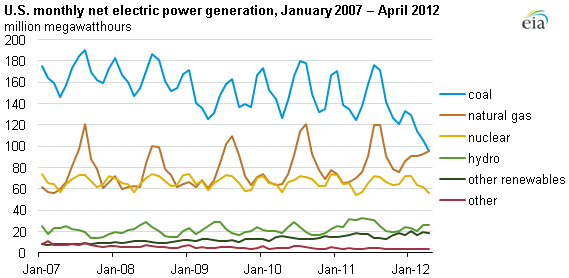 U.S. monthly net electric power generation, January 2007 – April 2012
million megawatthours
eia
200
180
160
140
120
100
80
60
40
20
0
Jan-07 Jan-08 Jan-09 Jan-10 Jan-11 Jan-12
coal
natural gas
nuclear
hydro
other renewables
other